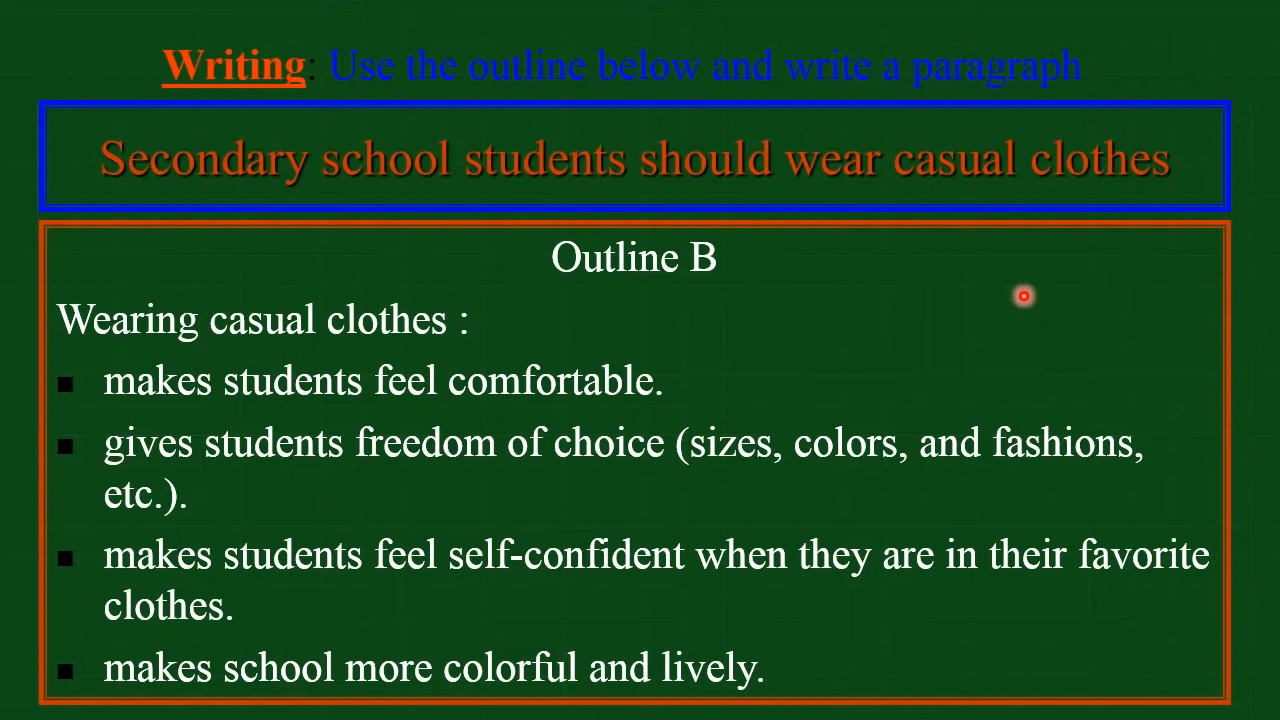 Writing: Use the outline below and write a paragraph
Secondary school students should wear casual clothes
Outline B
Wearing casual clothes :
makes students feel comfortable.
gives students freedom of choice (sizes, colors, and fashions,
etc.).
makes students feel self-confident when they are in their favorite
clothes.
makes school more colorful and lively.